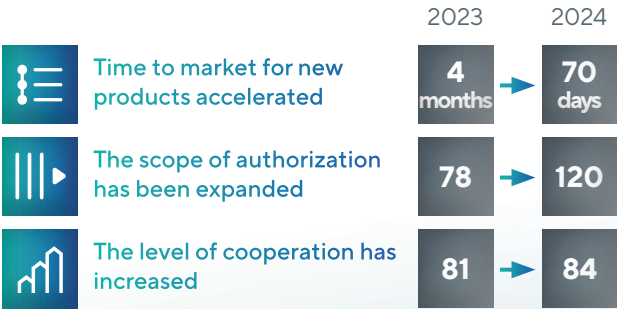 2023 2024
Time to market for new
products accelerated
4
months
70
days
The scope of authorization
has been expanded
78 120
The level of cooperation has
increased
81 84